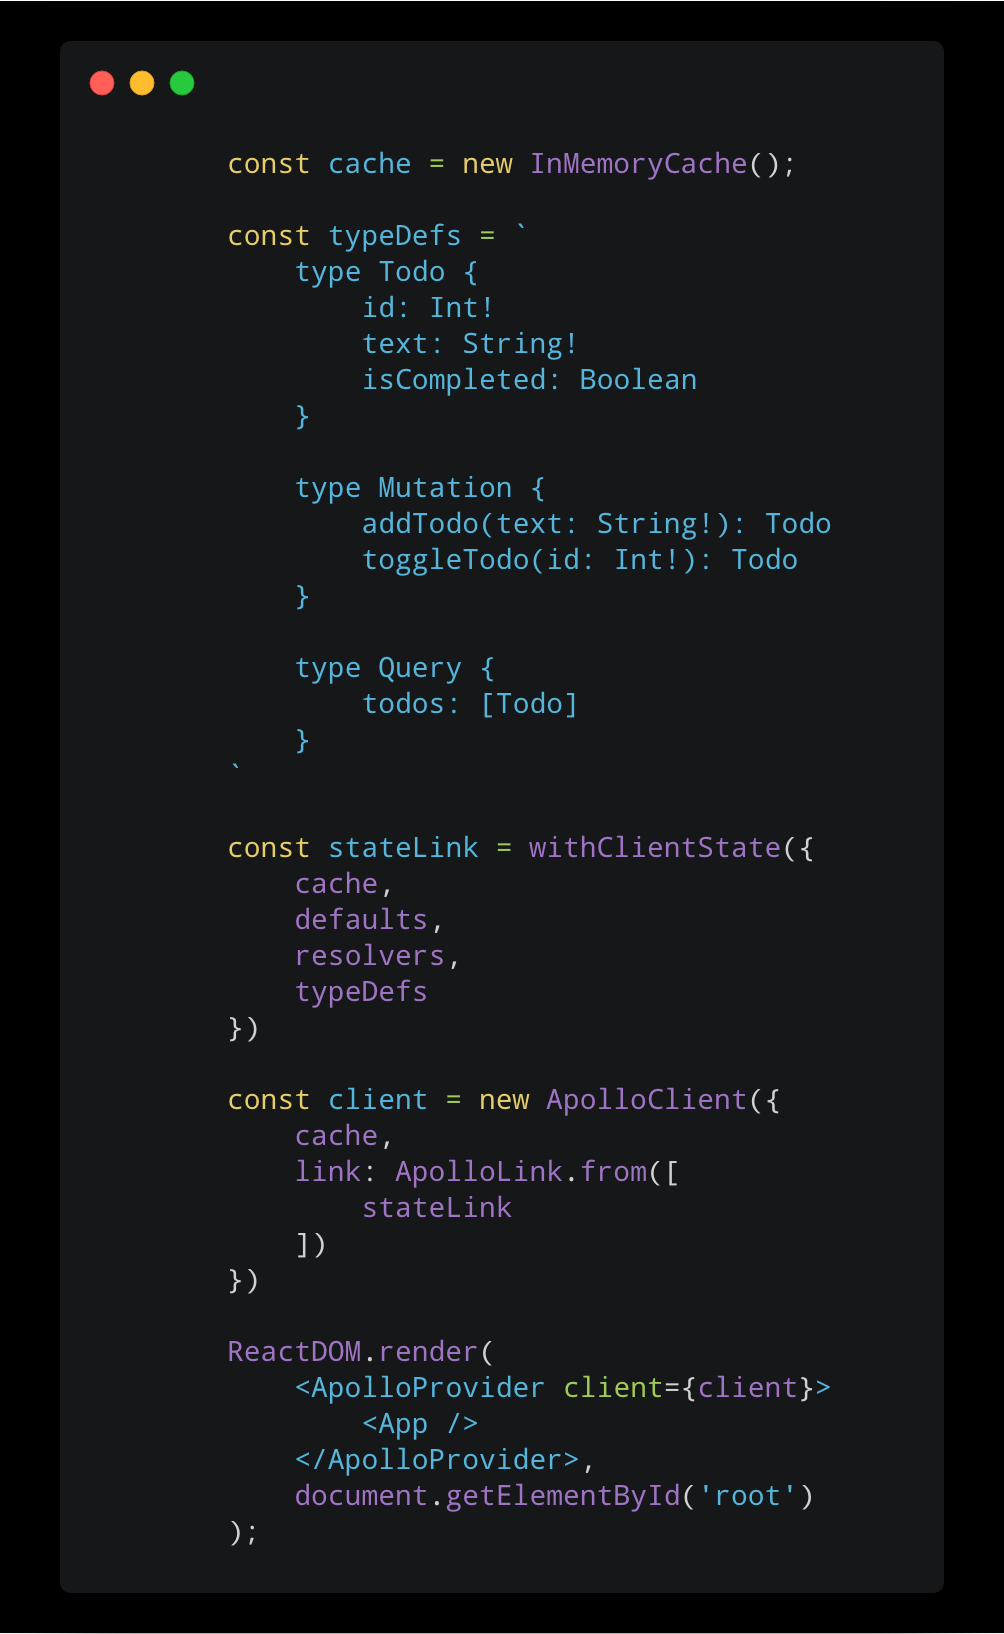 const cache = new InMemoryCache();

const typeDefs = `
    type Todo {
        id: Int!
        text: String!
        isCompleted: Boolean
    }

    type Mutation {
        addTodo(text: String!): Todo
        toggleTodo(id: Int!): Todo
    }

    type Query {
        todos: [Todo]
    }
`

const stateLink = withClientState({
    cache,
    defaults,
    resolvers,
    typeDefs
})

const client = new ApolloClient({
    cache,
    link: ApolloLink.from([
        stateLink
    ])
})

ReactDOM.render(
    <ApolloProvider client={client}>
        <App />
    </ApolloProvider>,
    document.getElementById('root')
);